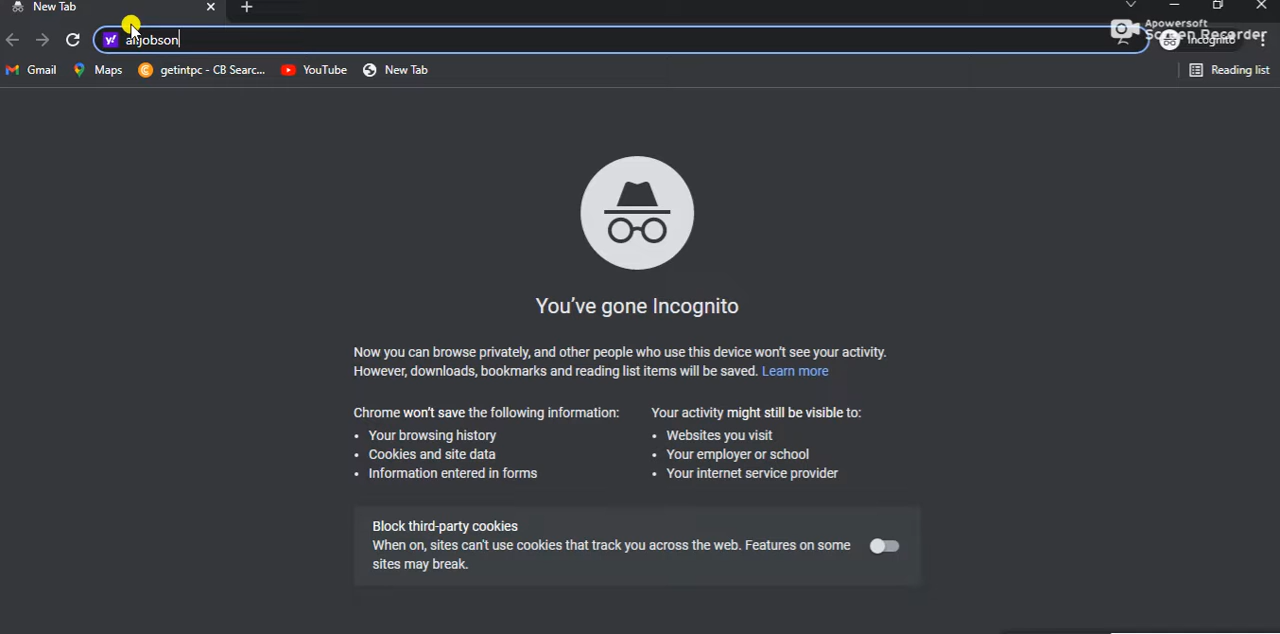 New Tab
alljobson
Apowersoft
Screen Recorder
Incognito
Gmail
Maps
getintpc - CB Searc...
YouTube
New Tab
Reading list
You've gone Incognito
Now you can browse privately, and other people who use this device won't see your activity.
However, downloads, bookmarks and reading list items will be saved. Learn more
Chrome won't save the following information:
• Your browsing history
• Cookies and site data
• Information entered in forms
Your activity might still be visible to:
• Websites you visit
• Your employer or school
• Your internet service provider
Block third-party cookies
When on, sites can't use cookies that track you across the web. Features on some
sites may break.